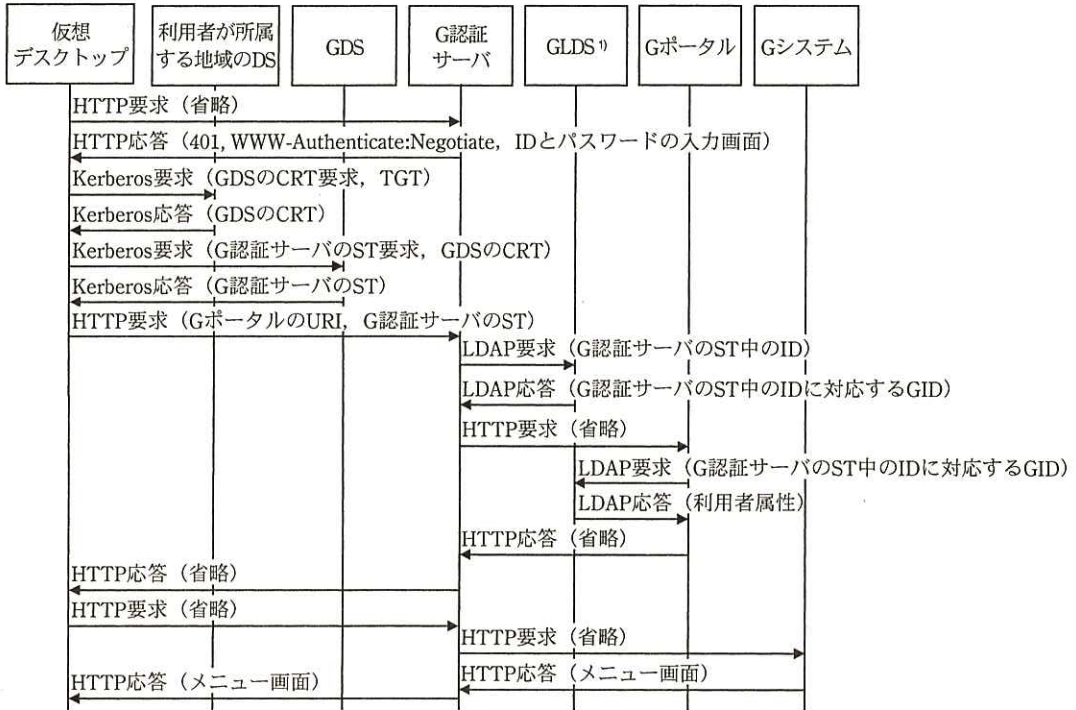 仮想
デスクトップ
利用者が所属
する地域のDS
GDS
G認証
サーバ
GLDS 1)
Gポータル
Gシステム
HTTP要求（省略）
HTTP応答（401, WWW-Authenticate:Negotiate，IDとパスワードの入力画面）
Kerberos要求（GDSのCRT要求，TGT）
Kerberos応答（GDSのCRT）
Kerberos要求（G認証サーバのST要求，GDSのCRT）
Kerberos応答（G認証サーバのST）
HTTP要求（GポータルのURI，G認証サーバのST）
LDAP要求（G認証サーバのST中のID）
LDAP応答（G認証サーバのST中のIDに対応するGID）
HTTP要求（省略）
LDAP要求（G認証サーバのST中のIDに対応するGID）
LDAP応答（利用者属性）
HTTP応答（省略）
HTTP応答（省略）
HTTP要求（省略）
HTTP要求（省略）
HTTP応答（メニュー画面）
HTTP応答（メニュー画面）